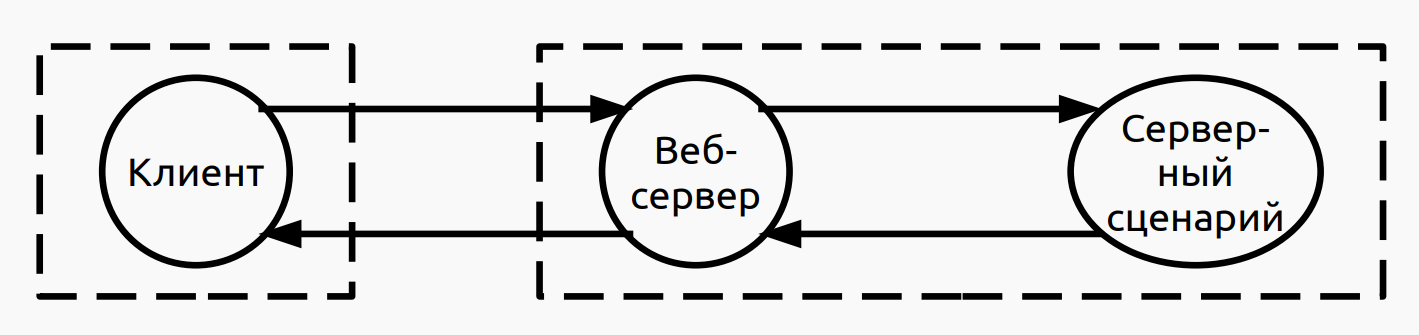 Клиент
Веб-
сервер
Сервер-
ный
сценарий